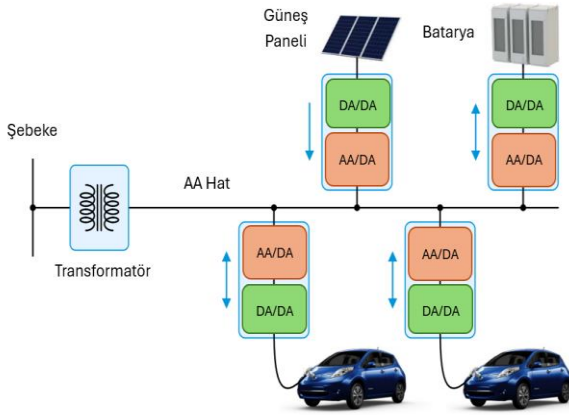 Güneş
Paneli
Batarya
DA/DA
DA/DA
Şebeke
AA/DA
AA/DA
AA Hat
Transformatör
AA/DA
AA/DA
DA/DA
DA/DA